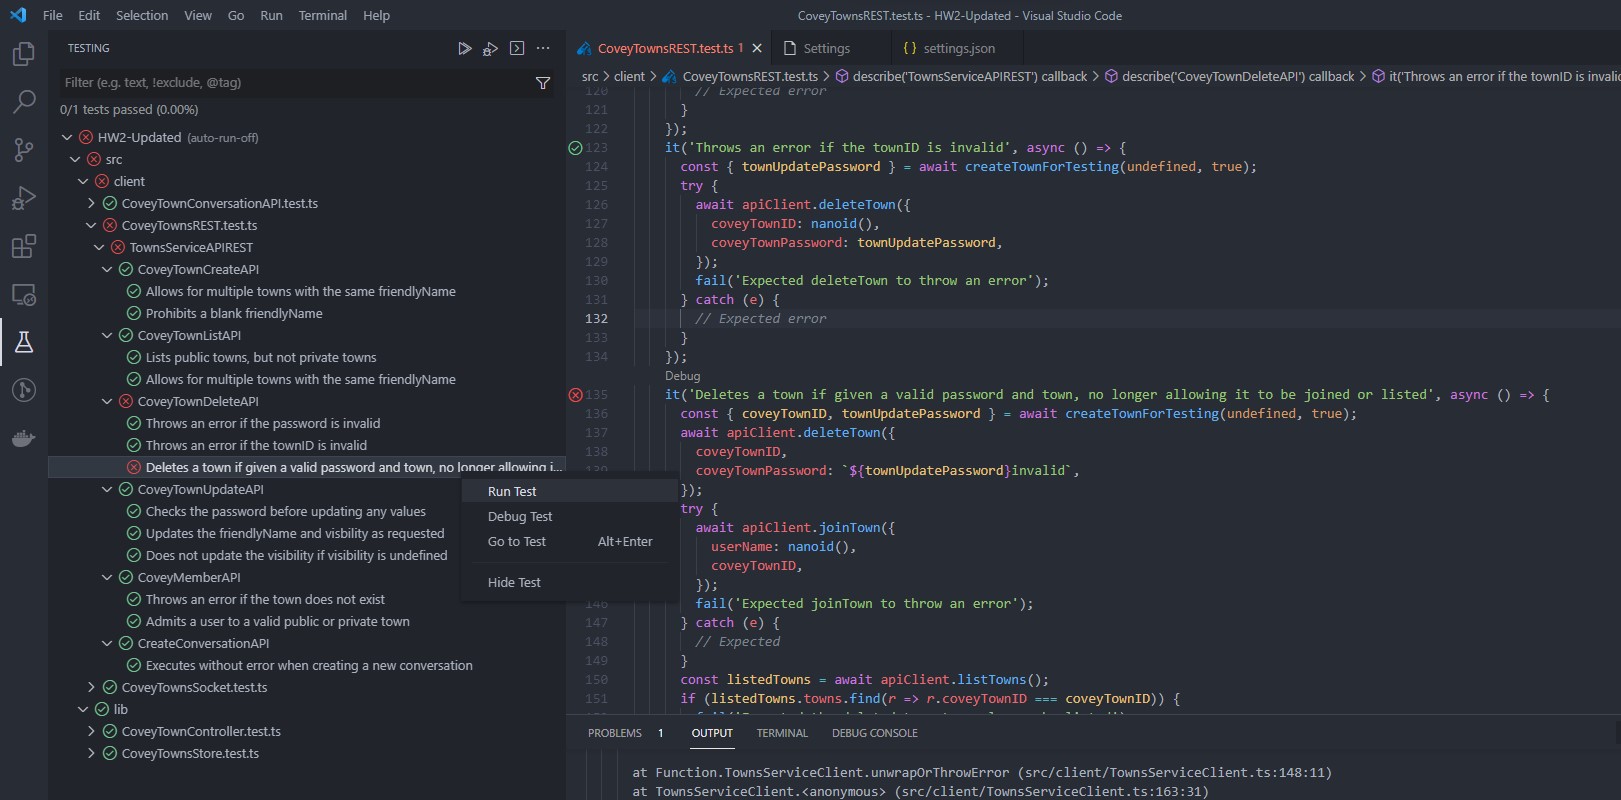 File Edit Selection View Go Run Terminal Help
CoveyTownsREST.test.ts - HW2-Updated - Visual Studio Code
TESTING
Filter (e.g. text, !exclude, @tag)
0/1 tests passed (0.00%)
HW2-Updated (auto-run-off)
src
client
CoveyTownConversationAPI.test.ts
CoveyTownsREST.test.ts
TownsServiceAPIREST
CoveyTownCreateAPI
Allows for multiple towns with the same friendlyName
Prohibits a blank friendlyName
CoveyTownListAPI
Lists public towns, but not private towns
Allows for multiple towns with the same friendlyName
CoveyTownDeleteAPI
Throws an error if the password is invalid
Throws an error if the townID is invalid
Deletes a town if given a valid password and town, no longer allowing i...
CoveyTownUpdateAPI
Checks the password before updating any values
Updates the friendlyName and visbility as requested
Does not update the visibility if visibility is undefined
CoveyMemberAPI
Throws an error if the town does not exist
Admits a user to a valid public or private town
CreateConversationAPI
Executes without error when creating a new conversation
CoveyTownsSocket.test.ts
lib
CoveyTownController.test.ts
CoveyTownsStore.test.ts
Run Test
Debug Test
Go to Test Alt+Enter
Hide Test
CoveyTownsREST.test.ts 1 Settings {} settings.json
src > client > CoveyTownsREST.test.ts > describe('TownsServiceAPIREST') callback > describe('CoveyTownDeleteAPI') callback > it('Throws an error if the townID is invalid
120 // Expected error
121 }
122 });
123 it('Throws an error if the townID is invalid', async () => {
124 const { townUpdatePassword } = await createTownForTesting(undefined, true);
125 try {
126 await apiClient.deleteTown({
127 coveyTownID: nanoid(),
128 coveyTownPassword: townUpdatePassword,
129 });
130 fail('Expected deleteTown to throw an error');
131 } catch (e) {
132 // Expected error
133 }
134 });
Debug
135 it('Deletes a town if given a valid password and town, no longer allowing it to be joined or listed', async () => {
136 const { coveyTownID, townUpdatePassword } = await createTownForTesting(undefined, true);
137 await apiClient.deleteTown({
138 coveyTownID,
139 coveyTownPassword: `${townUpdatePassword}invalid`,
});
try {
await apiClient.joinTown({
userName: nanoid(),
coveyTownID,
});
146 fail('Expected joinTown to throw an error');
147 } catch (e) {
148 // Expected
149 }
150 const listedTowns = await apiClient.listTowns();
151 if (listedTowns.towns.find(r => r.coveyTownID === coveyTownID)) {
PROBLEMS 1 OUTPUT TERMINAL DEBUG CONSOLE
at Function.TownsServiceClient.unwrapOrThrowError (src/client/TownsServiceClient.ts:148:11)
at TownsServiceClient.<anonymous> (src/client/TownsServiceClient.ts:163:31)